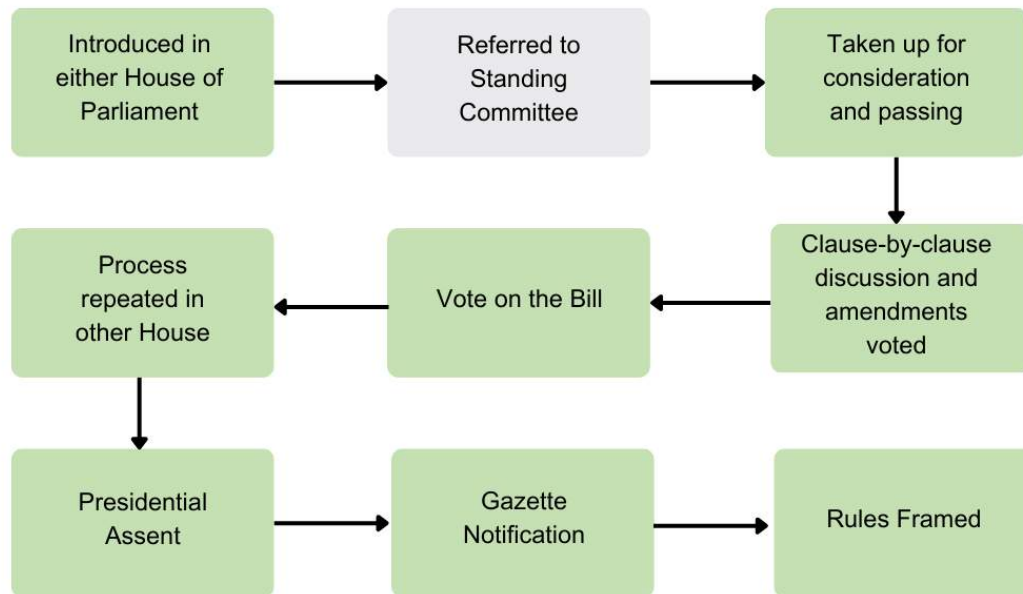 Introduced in
either House of
Parliament
Referred to
Standing
Committee
Taken up for
consideration
and passing
Clause-by-clause
discussion and
amendments
voted
Vote on the Bill
Process
repeated in
other House
Presidential
Assent
Gazette
Notification
Rules Framed